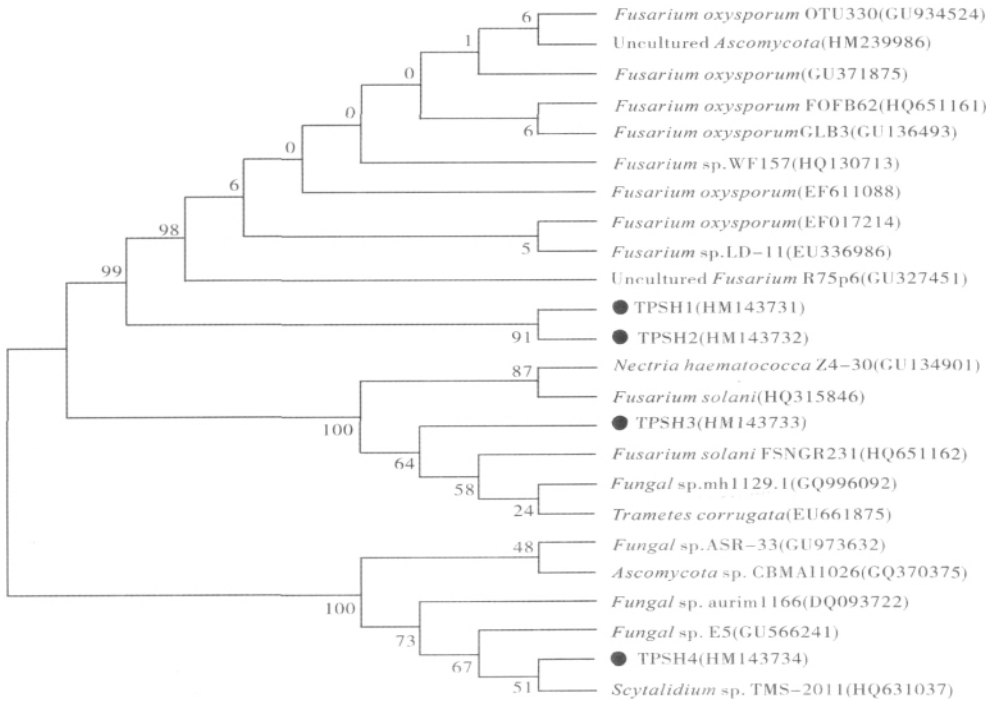 6
Fusarium oxysporum OTU330(GU934524)
1
Uncultured Ascomycota(HM239986)
0
Fusarium oxysporum(GU371875)
0
Fusarium oxysporum FOFB62(HQ651161)
6
Fusarium oxysporumGLB3(GU136493)
0
Fusarium sp.WF157(HQ130713)
6
Fusarium oxysporum(EF611088)
98
Fusarium oxysporum(EF017214)
5
Fusarium sp.LD-11(EU336986)
99
Uncultured Fusarium R75p6(GU327451)
TPSH1(HM143731)
91
TPSH2(HM143732)
87
Nectria haematococca Z4-30(GU134901)
Fusarium solani(HQ315846)
100
TPSH3(HM143733)
64
Fusarium solani FSNGR231(HQ651162)
58
Fungal sp.mh1129.1(GQ996092)
24
Trametes corrugata(EU661875)
48
Fungal sp.ASR-33(GU973632)
Ascomycota sp. CBMAI1026(GQ370375)
100
Fungal sp. aurim1166(DQ093722)
73
Fungal sp. E5(GU566241)
67
TPSH4(HM143734)
51
Scytalidium sp. TMS-2011(HQ631037)